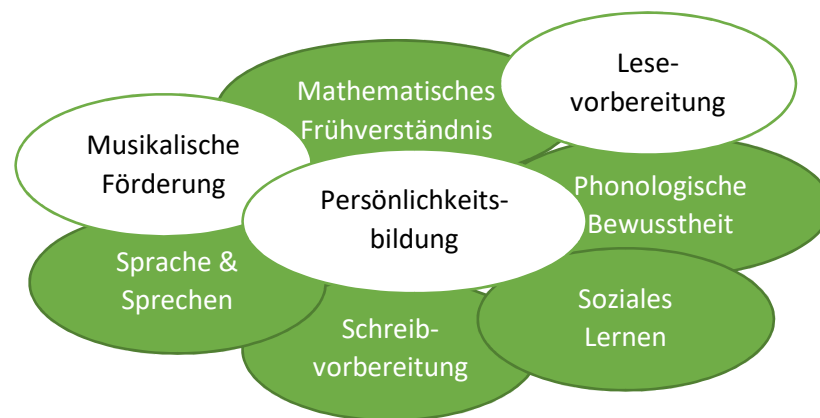 Lese-
vorbereitung
Mathematisches
Frühverständnis
Musikalische
Förderung
Persönlichkeits-
bildung
Phonologische
Bewusstheit
Sprache &
Sprechen
Soziales
Lernen
Schreib-
vorbereitung